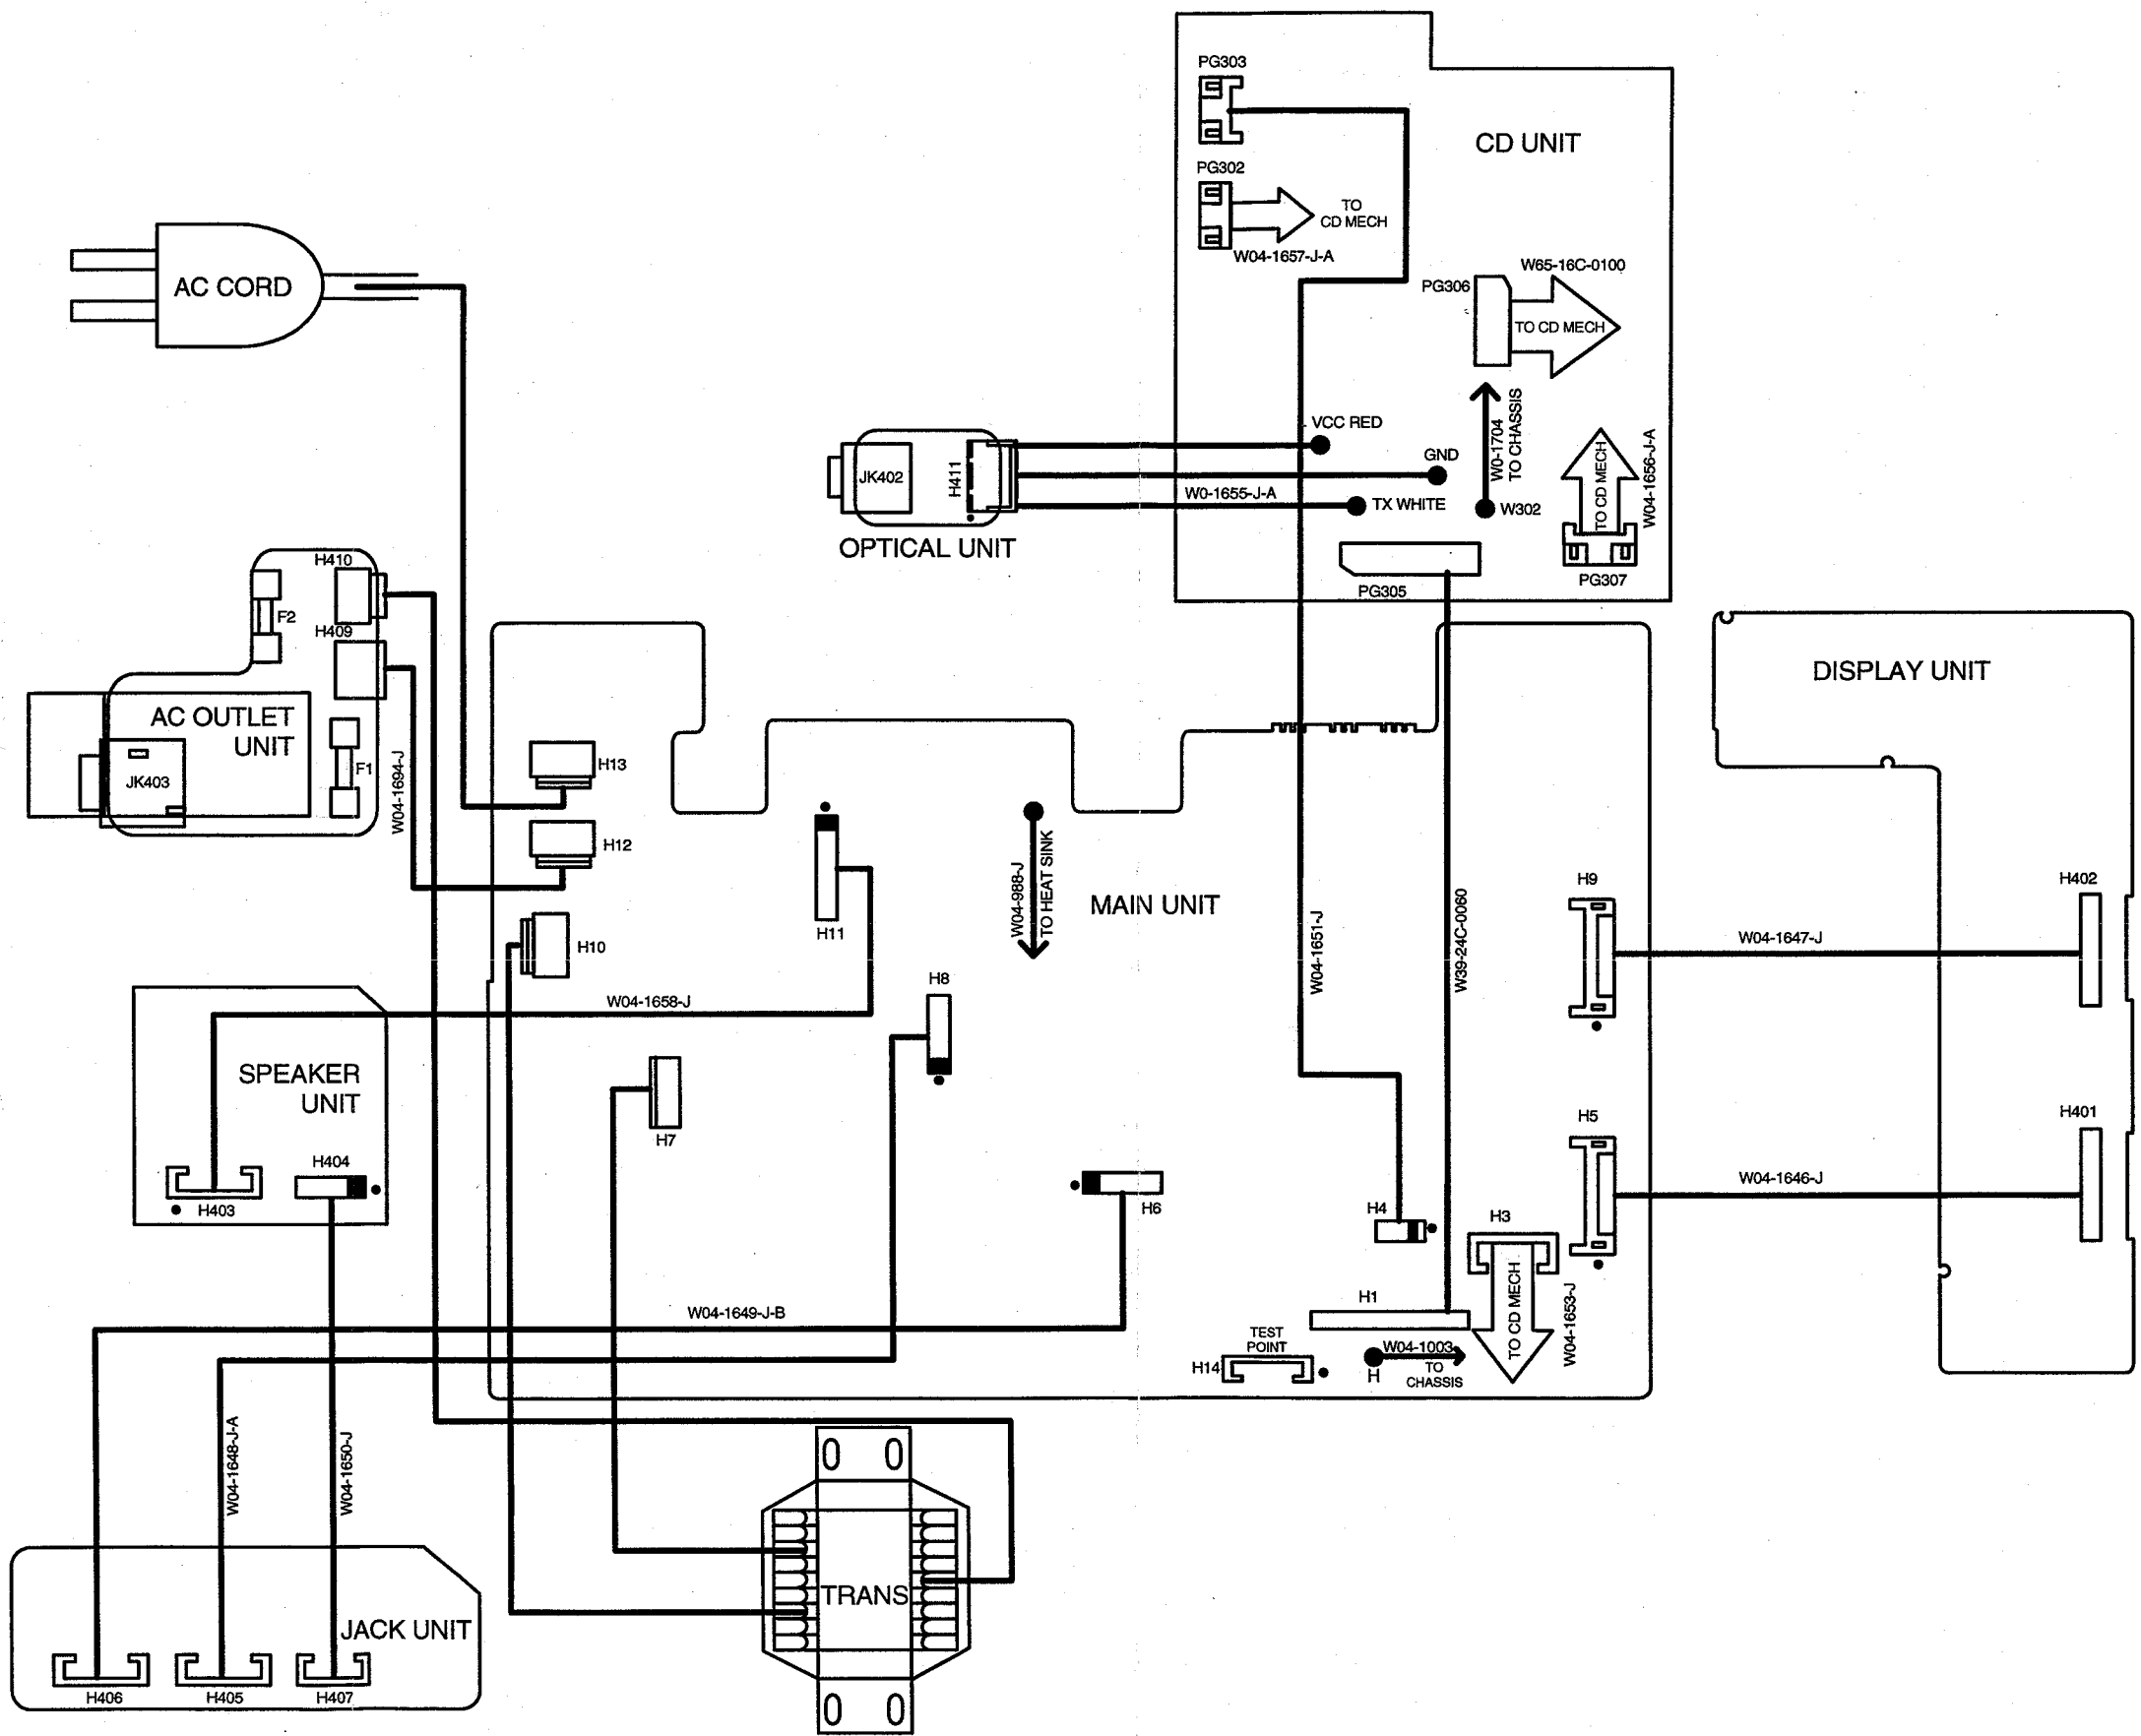 PG303
CD UNIT
PG302
TO
CD MECH
W04-1657-J-A
W65-16C-0100
PG306
TO CD MECH
AC CORD
VCC RED
GND
W0-1655-J-A
TX WHITE
W0-1704
TO CHASSIS
W302
TO CD MECH
W04-1656-J-A
PG307
PG305
JK402
H411
OPTICAL UNIT
H410
F2
H409
AC OUTLET
UNIT
JK403
F1
W04-1694-J
H13
H12
H10
H11
W04-988-J
TO HEAT SINK
MAIN UNIT
DISPLAY UNIT
W04-1651-J
W39-24C-0060
H9
W04-1647-J
H402
W04-1658-J
H8
SPEAKER
UNIT
H7
H404
H403
H6
H5
W04-1646-J
H401
H4
H3
TO CD MECH
W04-1653-J
H1
W04-1649-J-B
TEST
POINT
H14
W04-1003
H
TO
CHASSIS
W04-1648-J-A
W04-1650-J
TRANS
JACK UNIT
H406
H405
H407